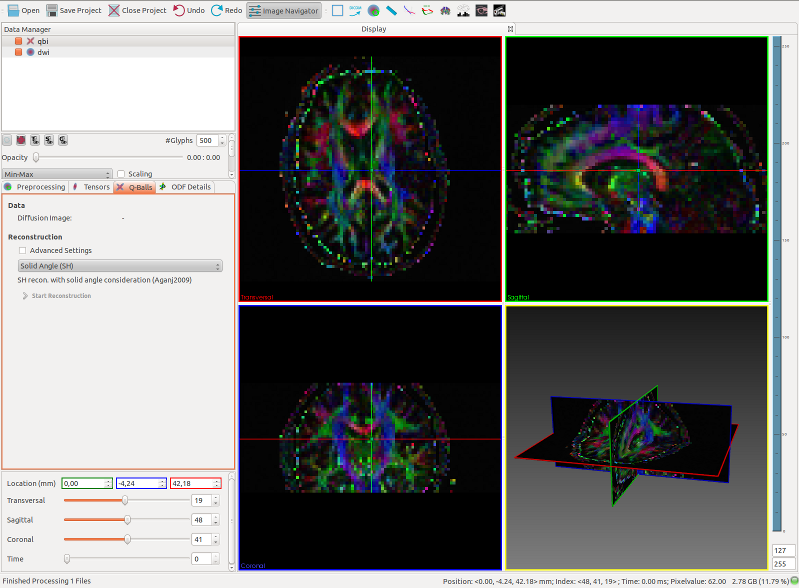 Open Save Project Close Project Undo Redo Image Navigator
Data Manager
Display
qbi
dwi
#Glyphs 500
Opacity 0.00 : 0.00
Min-Max Scaling
Preprocessing Tensors Q-Balls ODF Details
Data
Diffusion Image: -
Reconstruction
Advanced Settings
Solid Angle (SH)
SH recon. with solid angle consideration (Aganj2009)
Start Reconstruction
Transversal
Sagittal
Coronal
Location (mm) 0,00 -4,24 42,18
Transversal 19
Sagittal 48
Coronal 41
Time 0
127
255
Finished Processing 1 Files
Position: <0.00, -4.24, 42.18> mm; Index: <48, 41, 19> ; Time: 0.00 ms; Pixelvalue: 62.00 2.78 GB (11.79 %)